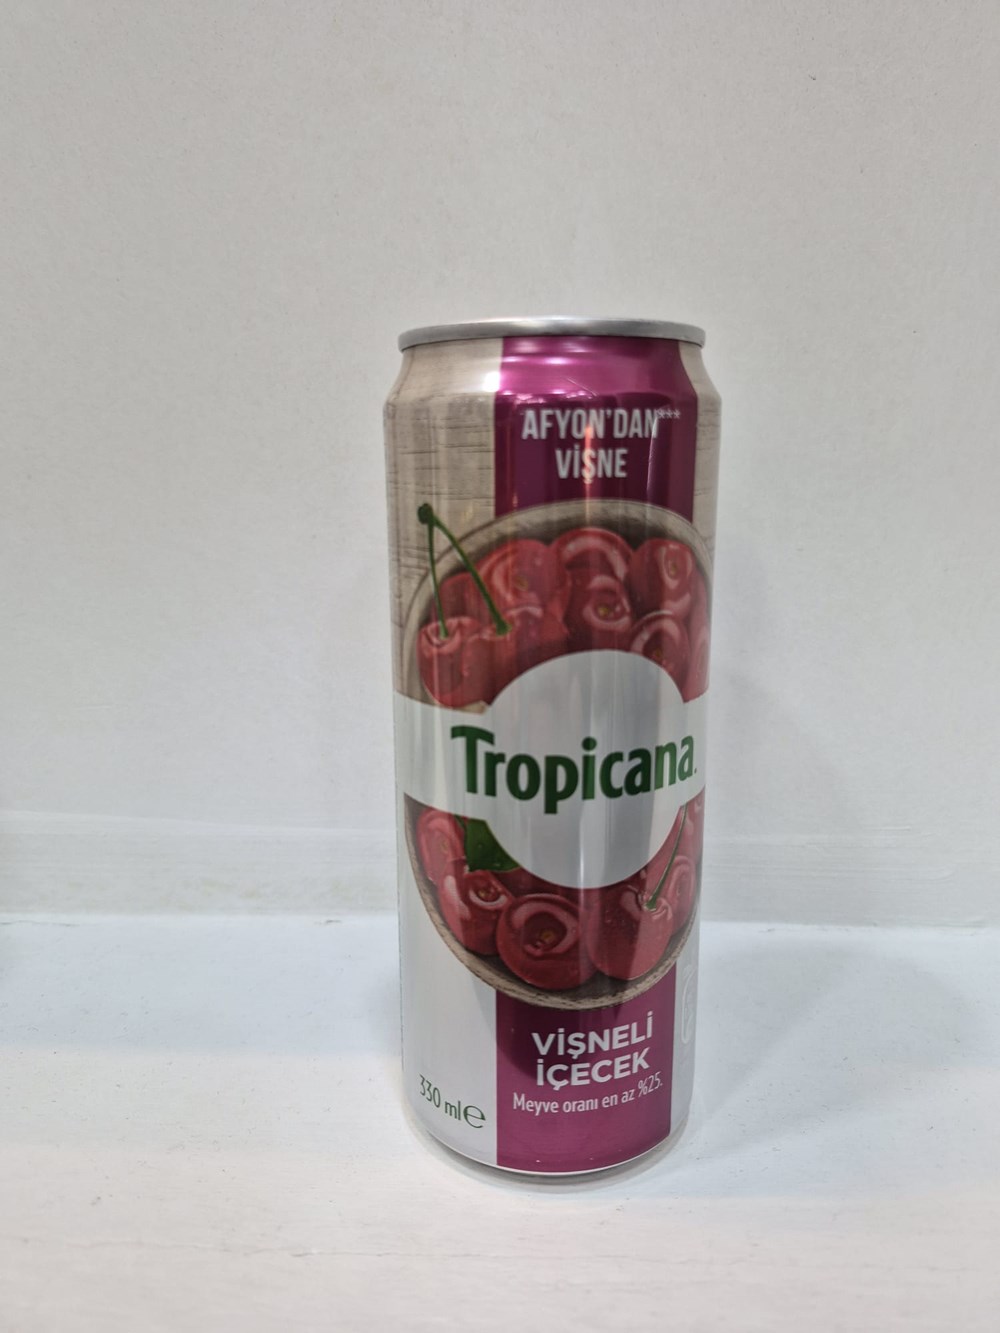 AFYON'DAN***
VİŞNE
Tropicana.
VİŞNELİ
İÇECEK
Meyve oranı en az %25.
330 ml ℮